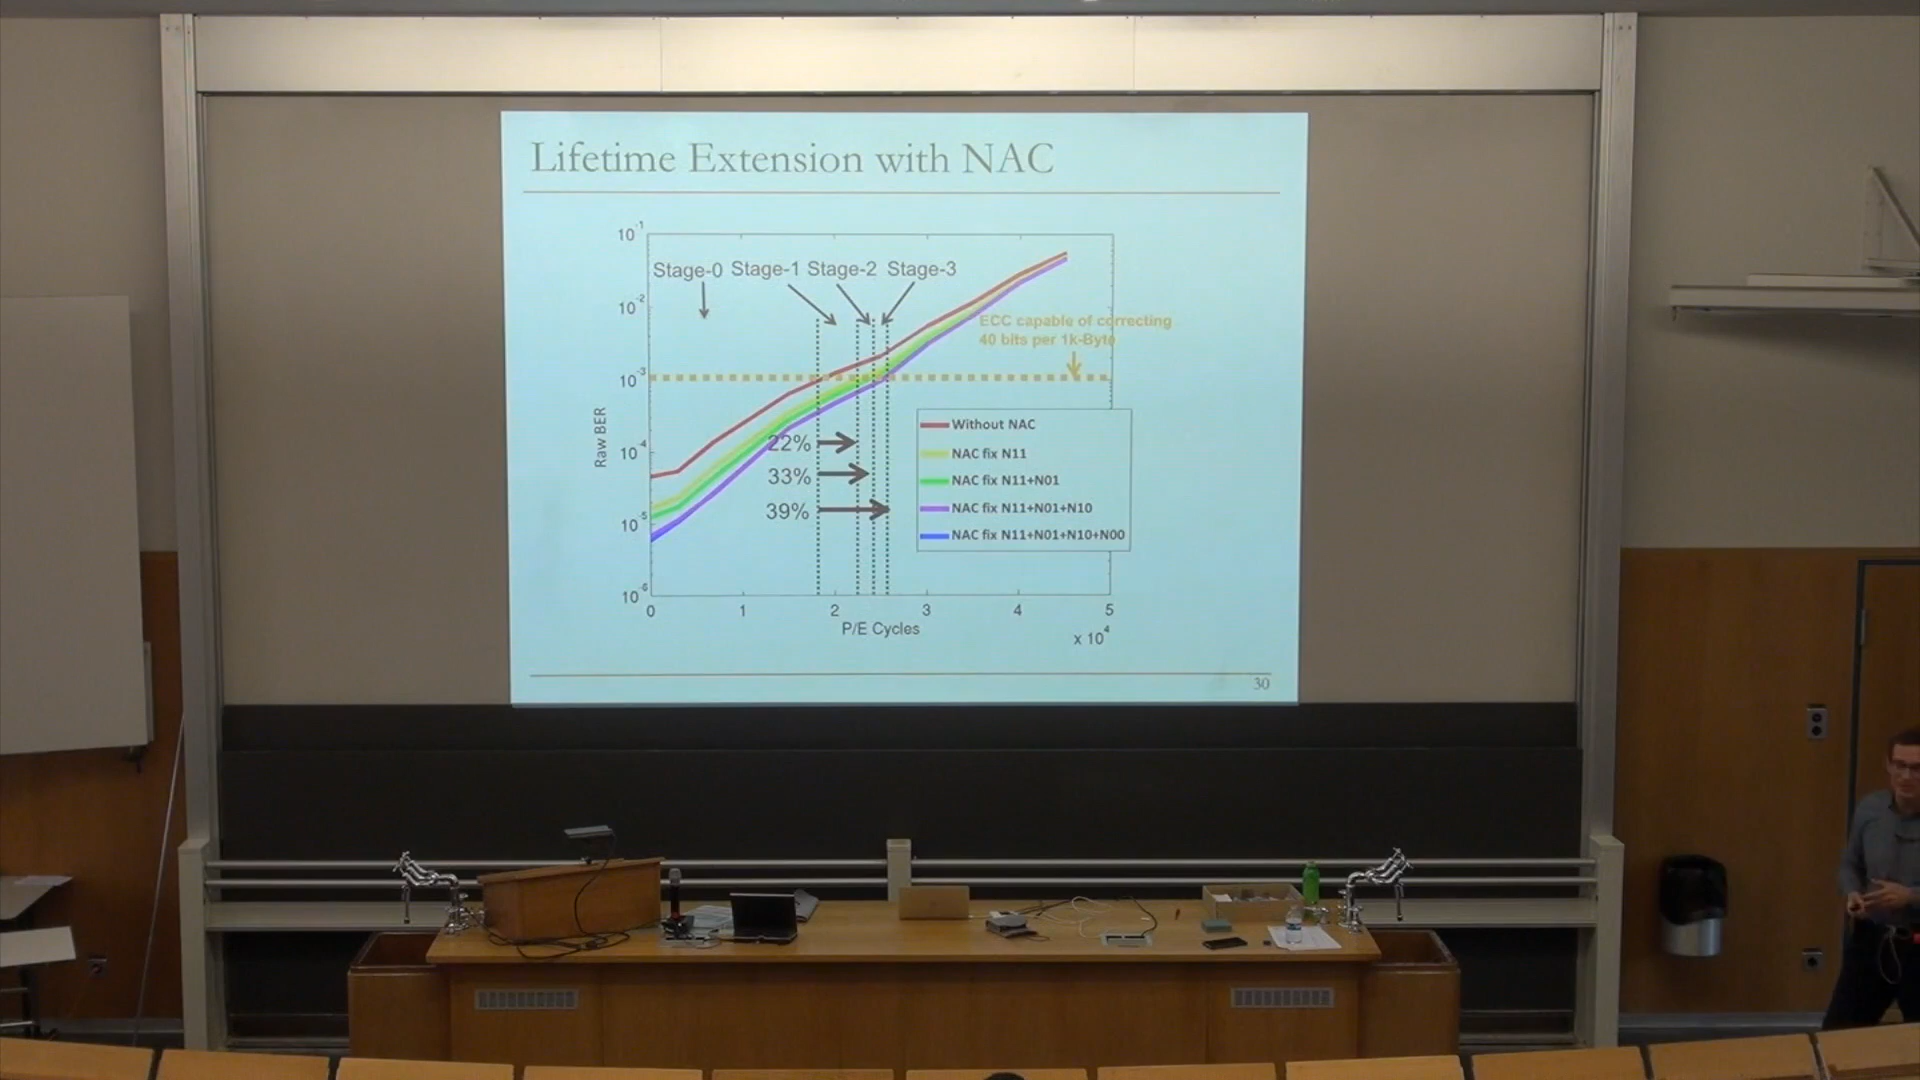 Lifetime Extension with NAC
10-1
Stage-0 Stage-1 Stage-2 Stage-3
10-2
ECC capable of correcting
40 bits per 1k-Byte
10-3
Raw BER
Without NAC
22%
10-4
NAC fix N11
33%
NAC fix N11+N01
39%
NAC fix N11+N01+N10
10-5
NAC fix N11+N01+N10+N00
10-6
0 1 2 3 4 5
P/E Cycles
x 104
30